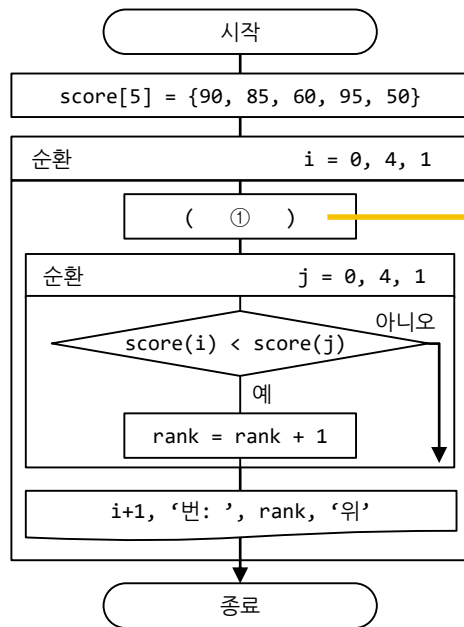 시작
score[5] = {90, 85, 60, 95, 50}
순환 i = 0, 4, 1
( ① )
순환 j = 0, 4, 1
아니오
score(i) < score(j)
예
rank = rank + 1
i+1, ‘번: ’, rank, ‘위’
종료